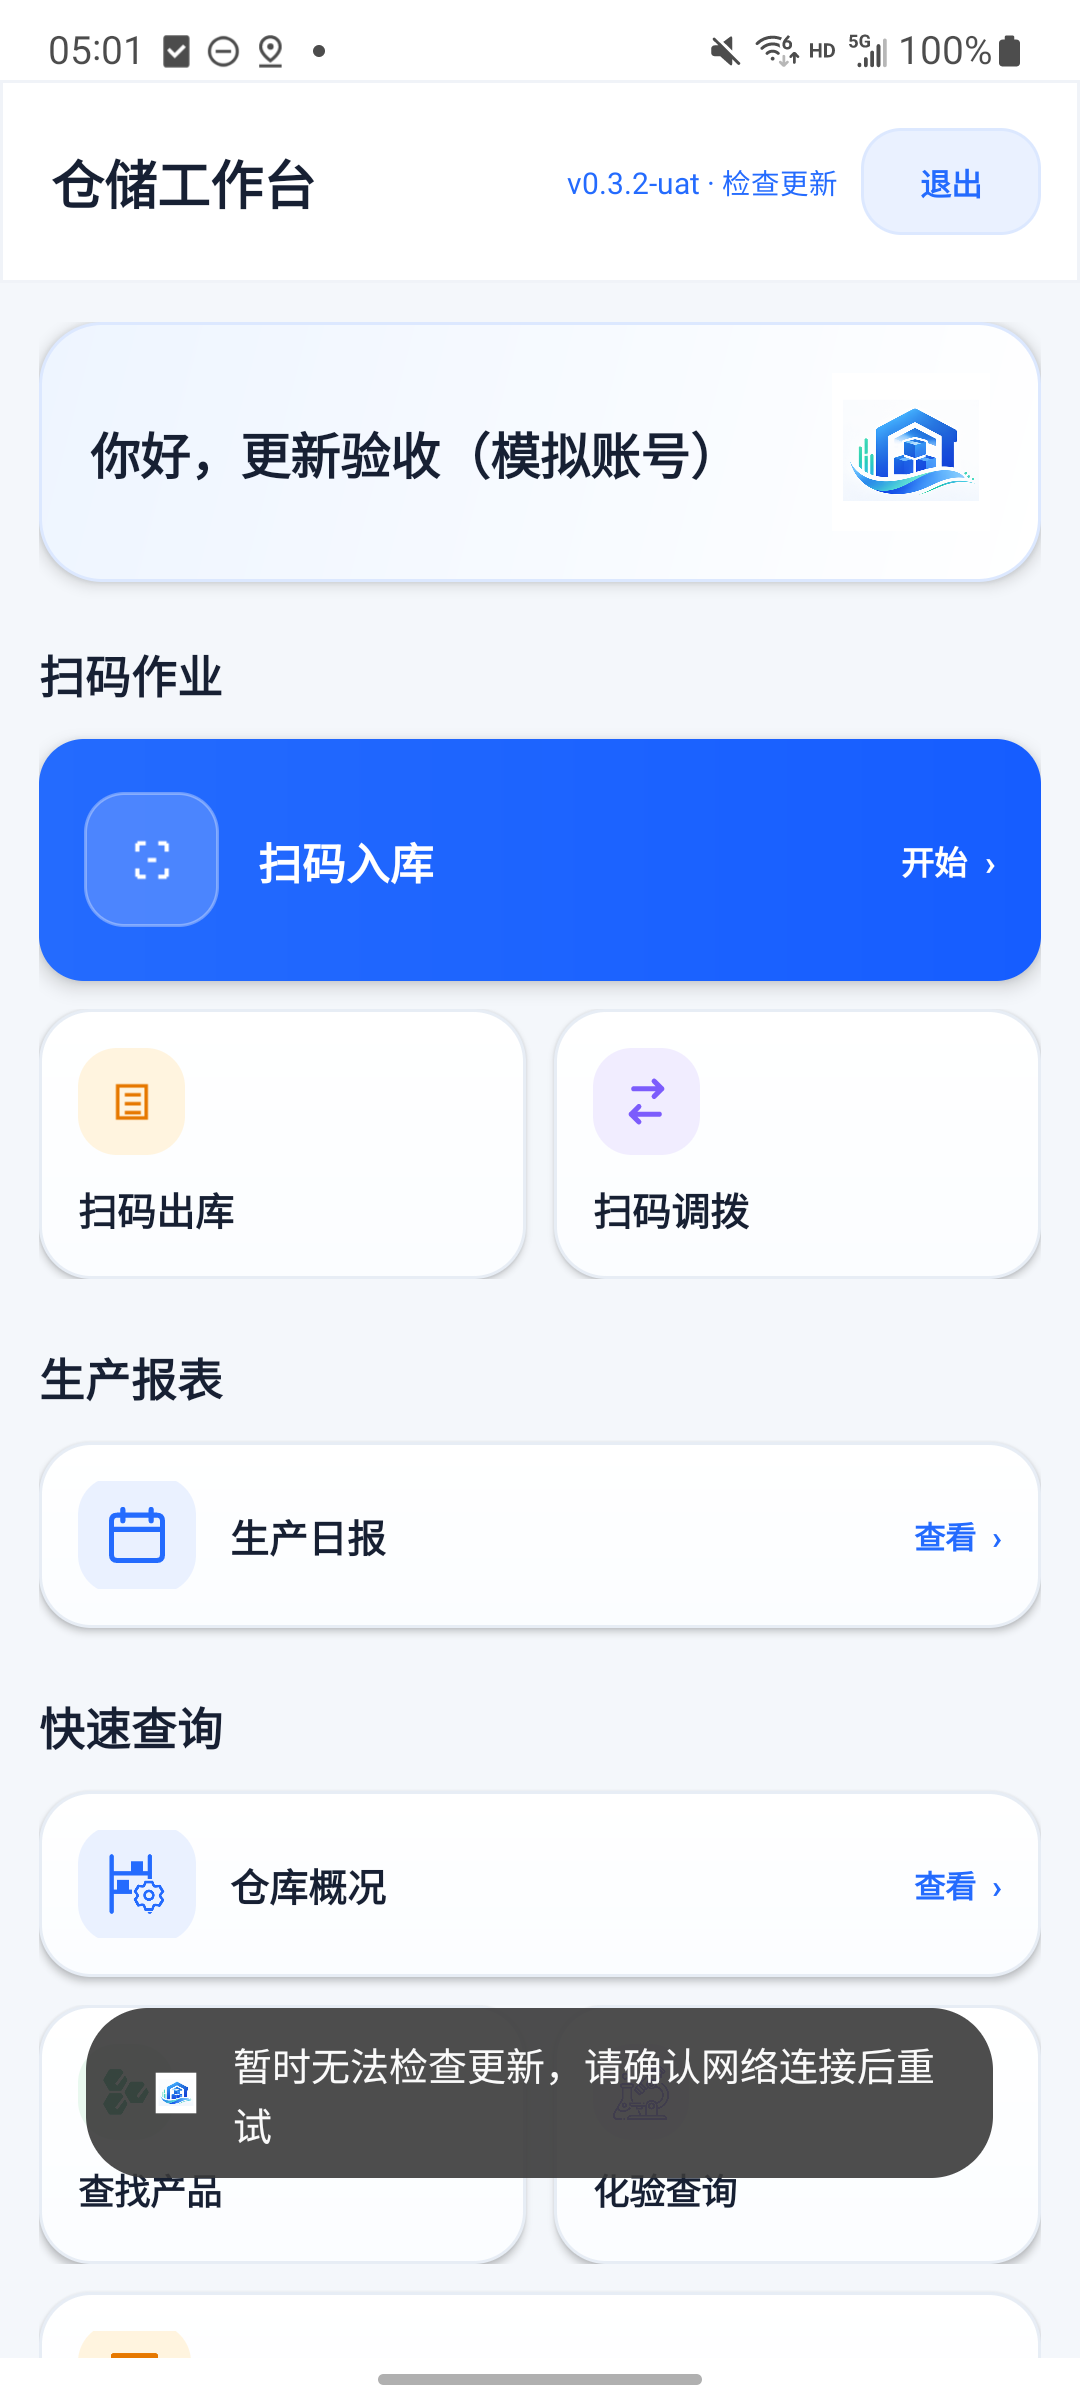 05:01
HD 5G 100%
仓储工作台
v0.3.2-uat · 检查更新
退出
你好，更新验收（模拟账号）
扫码作业
扫码入库
开始 ›
扫码出库
扫码调拨
生产报表
生产日报
查看 ›
快速查询
仓库概况
查看 ›
暂时无法检查更新，请确认网络连接后重
试
查找产品
化验查询